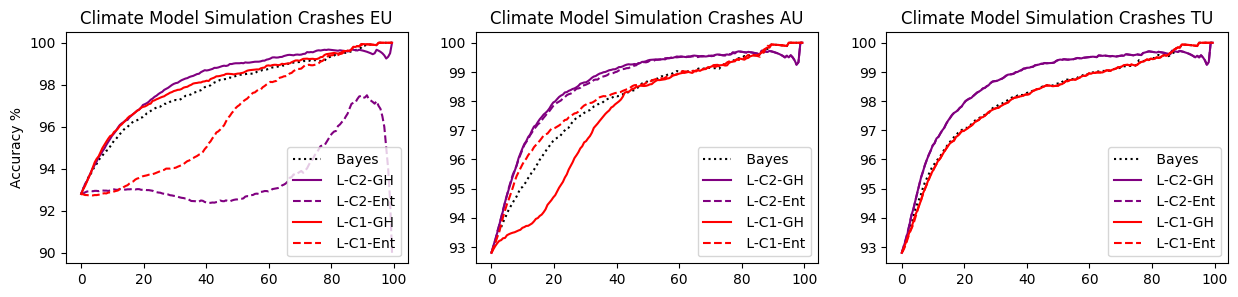 Climate Model Simulation Crashes EU
Accuracy %
100
98
96
94
92
90
0
20
40
60
80
100
Bayes
L-C2-GH
L-C2-Ent
L-C1-GH
L-C1-Ent
Climate Model Simulation Crashes AU
100
99
98
97
96
95
94
93
0
20
40
60
80
100
Bayes
L-C2-GH
L-C2-Ent
L-C1-GH
L-C1-Ent
Climate Model Simulation Crashes TU
100
99
98
97
96
95
94
93
0
20
40
60
80
100
Bayes
L-C2-GH
L-C2-Ent
L-C1-GH
L-C1-Ent